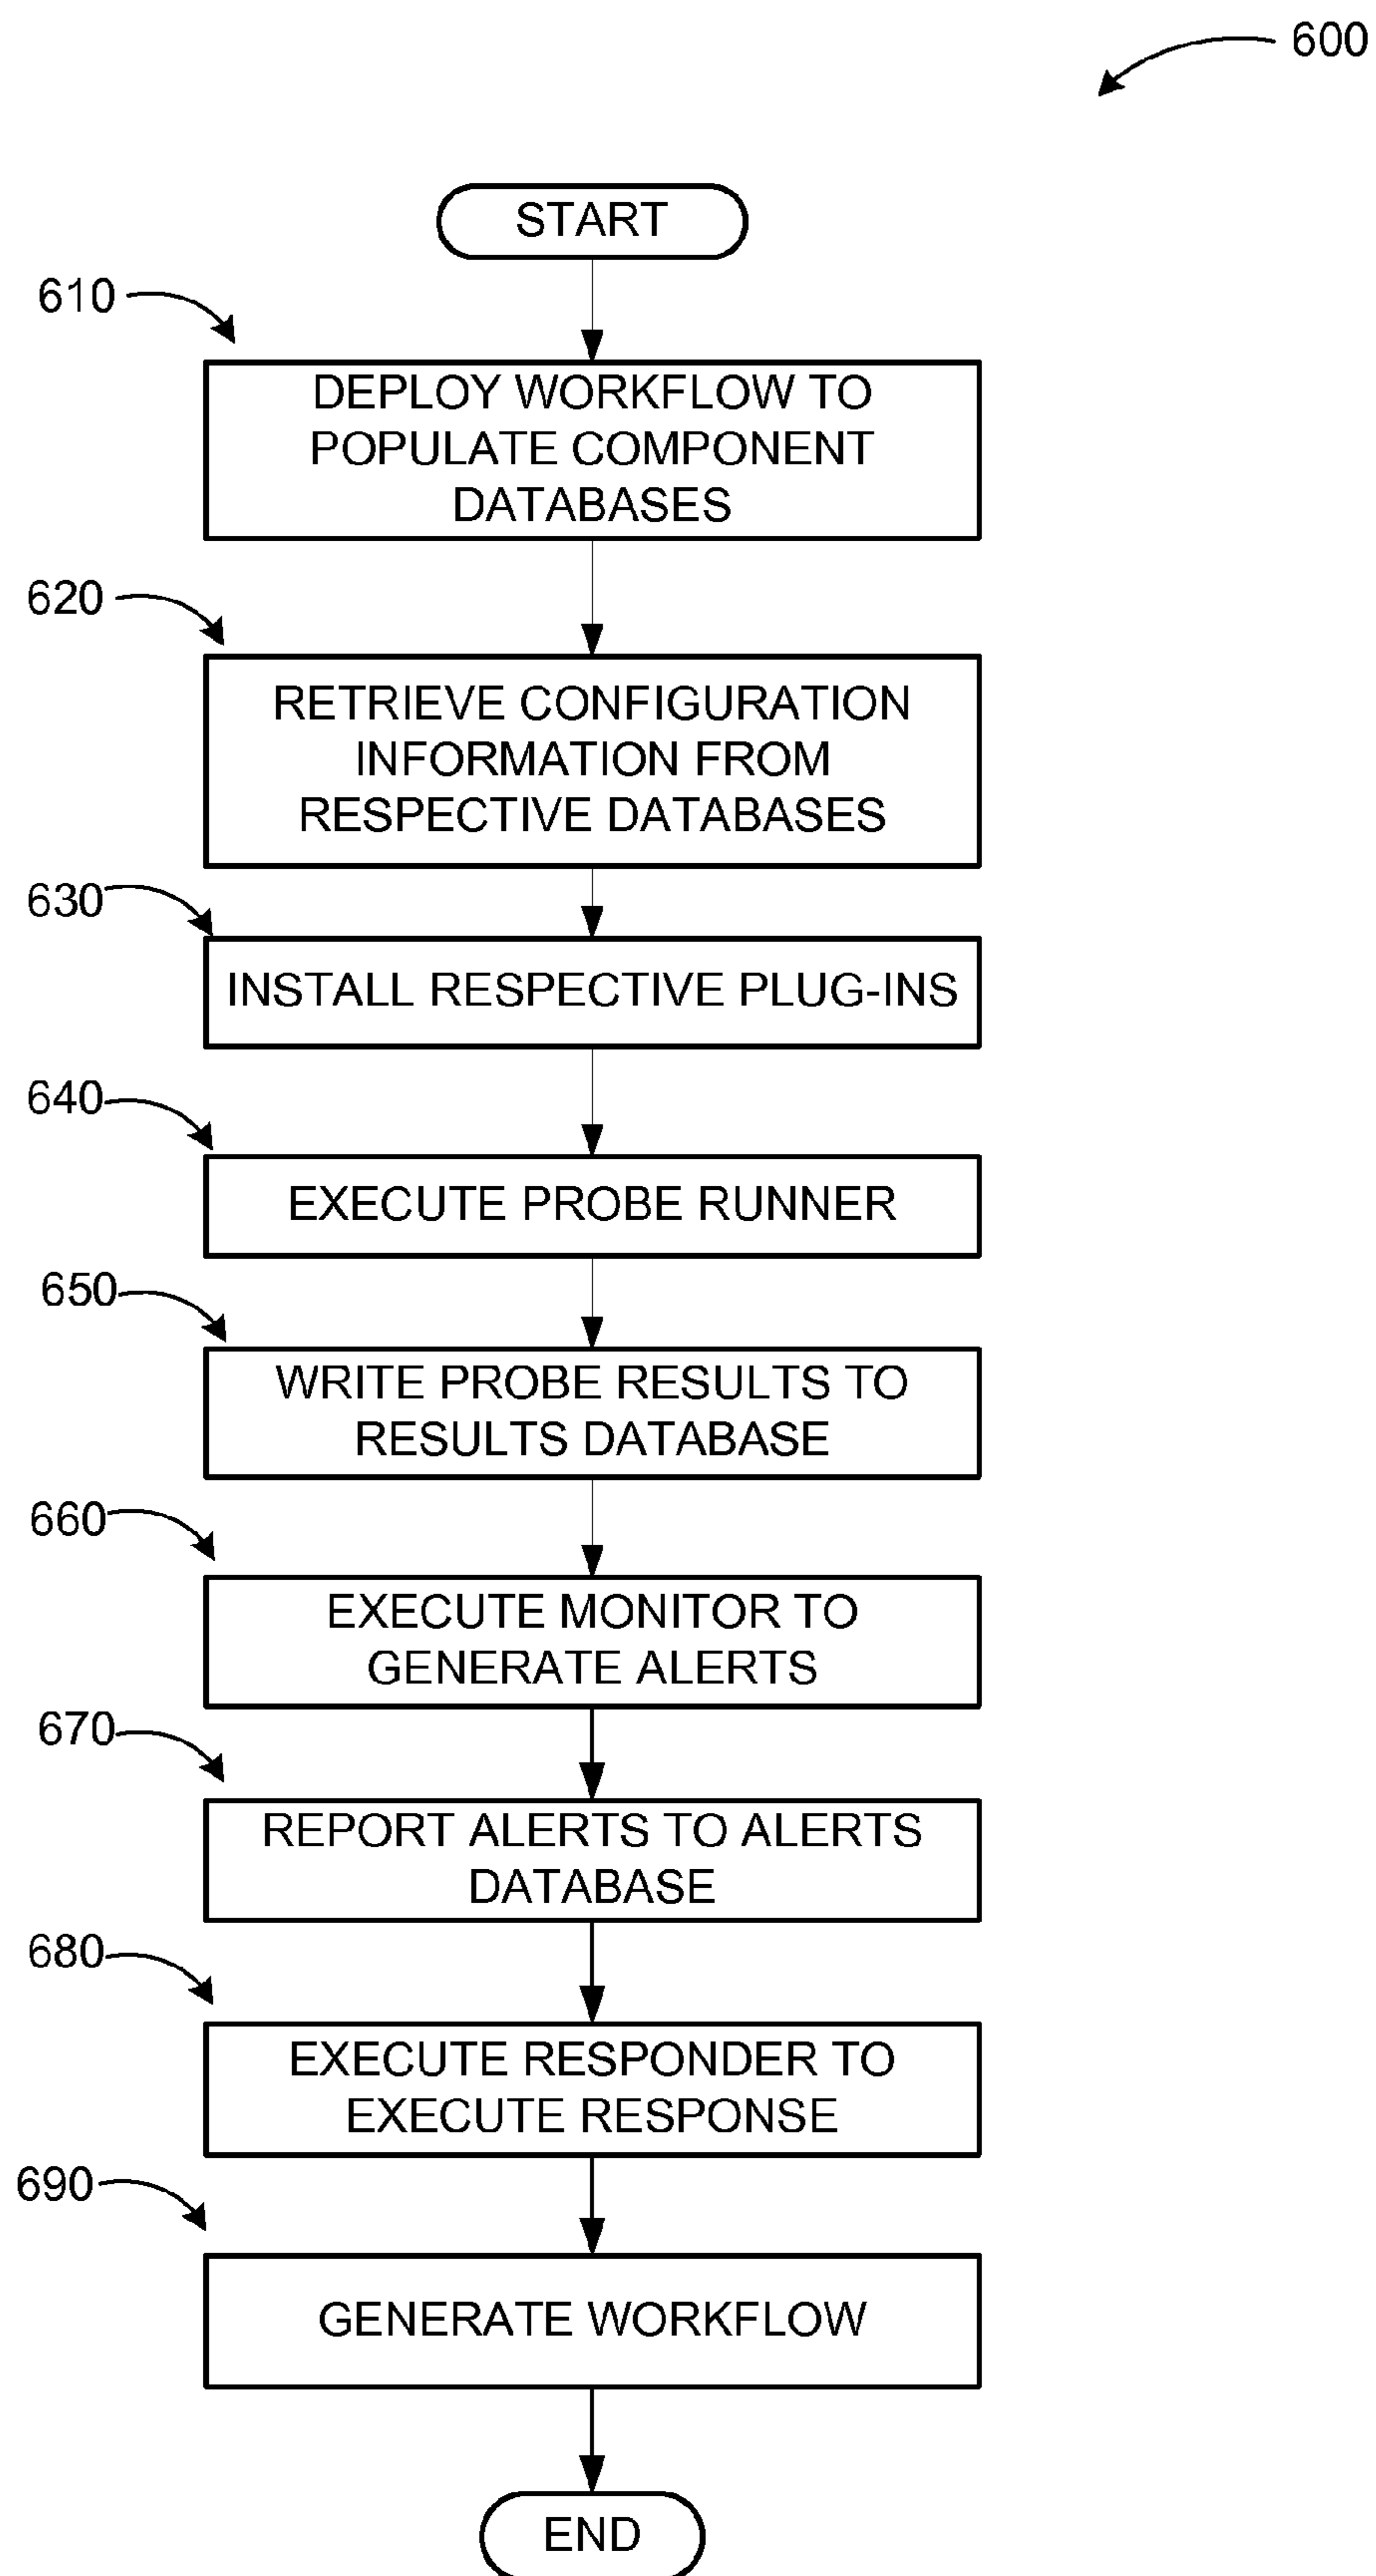 600
START
610
DEPLOY WORKFLOW TO
POPULATE COMPONENT
DATABASES
620
RETRIEVE CONFIGURATION
INFORMATION FROM
RESPECTIVE DATABASES
630
INSTALL RESPECTIVE PLUG-INS
640
EXECUTE PROBE RUNNER
650
WRITE PROBE RESULTS TO
RESULTS DATABASE
660
EXECUTE MONITOR TO
GENERATE ALERTS
670
REPORT ALERTS TO ALERTS
DATABASE
680
EXECUTE RESPONDER TO
EXECUTE RESPONSE
690
GENERATE WORKFLOW
END